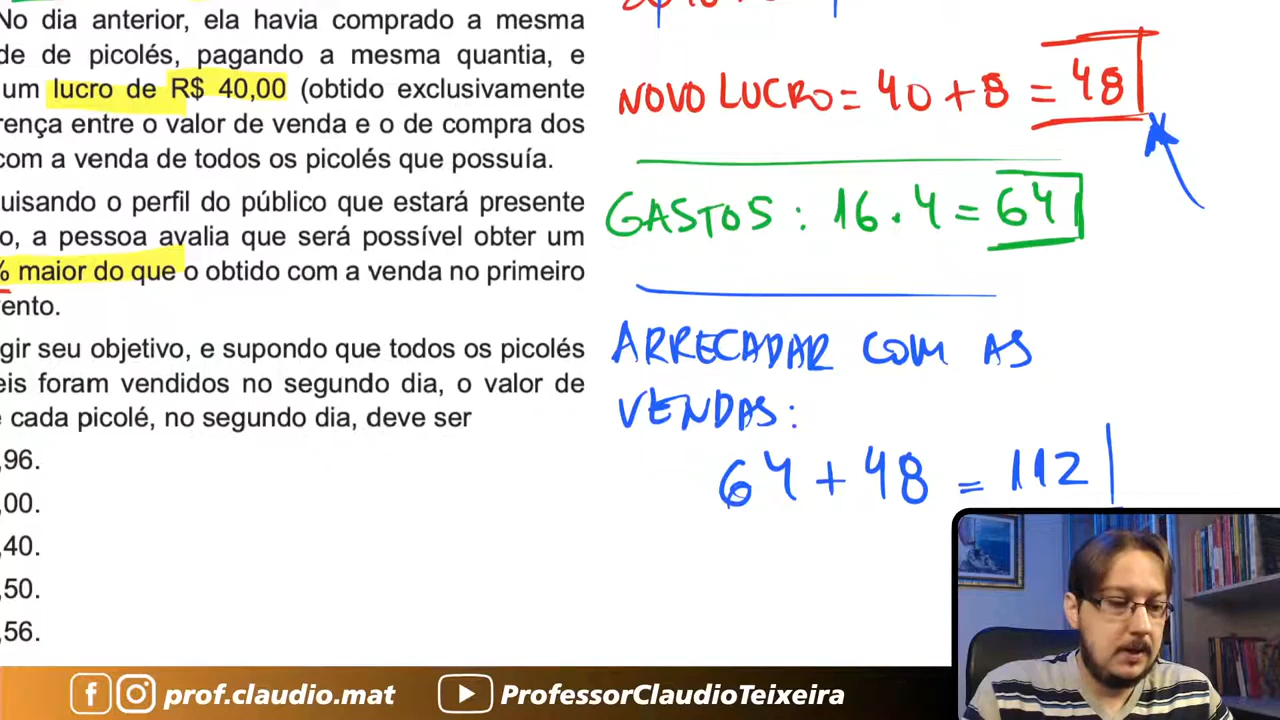 No dia anterior, ela havia comprado a mesma
de de picolés, pagando a mesma quantia, e
um lucro de R$ 40,00 (obtido exclusivamente
rença entre o valor de venda e o de compra dos
com a venda de todos os picolés que possuía.
uisando o perfil do público que estará presente
o, a pessoa avalia que será possível obter um
% maior do que o obtido com a venda no primeiro
ento.
gir seu objetivo, e supondo que todos os picolés
eis foram vendidos no segundo dia, o valor de
e cada picolé, no segundo dia, deve ser
,96.
,00.
,40.
,50.
,56.
NOVO LUCRO = 40 + 8 = 48
GASTOS : 16 . 4 = 64
ARRECADAR COM AS
VENDAS:
64 + 48 = 112
prof.claudio.mat
ProfessorClaudioTeixeira